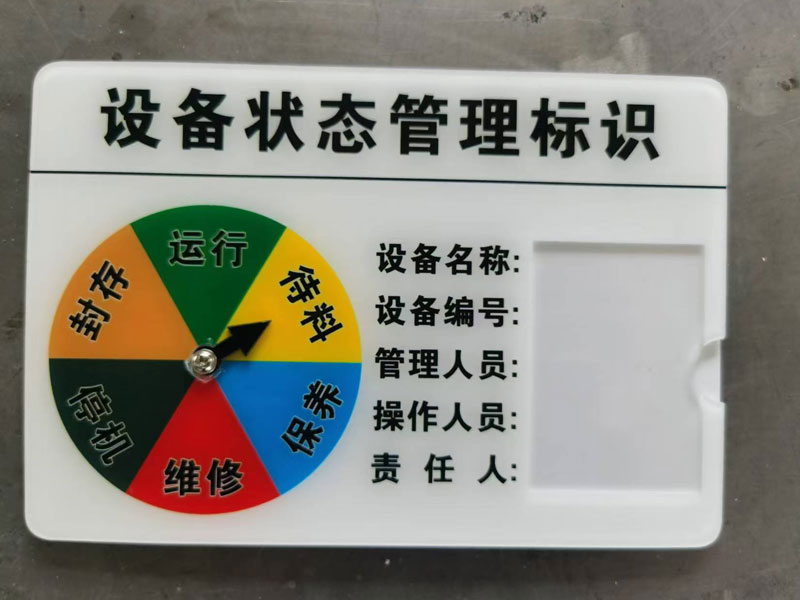 设备状态管理标识
运行
待料
保养
维修
停机
封存
设备名称:
设备编号:
管理人员:
操作人员:
责任人: